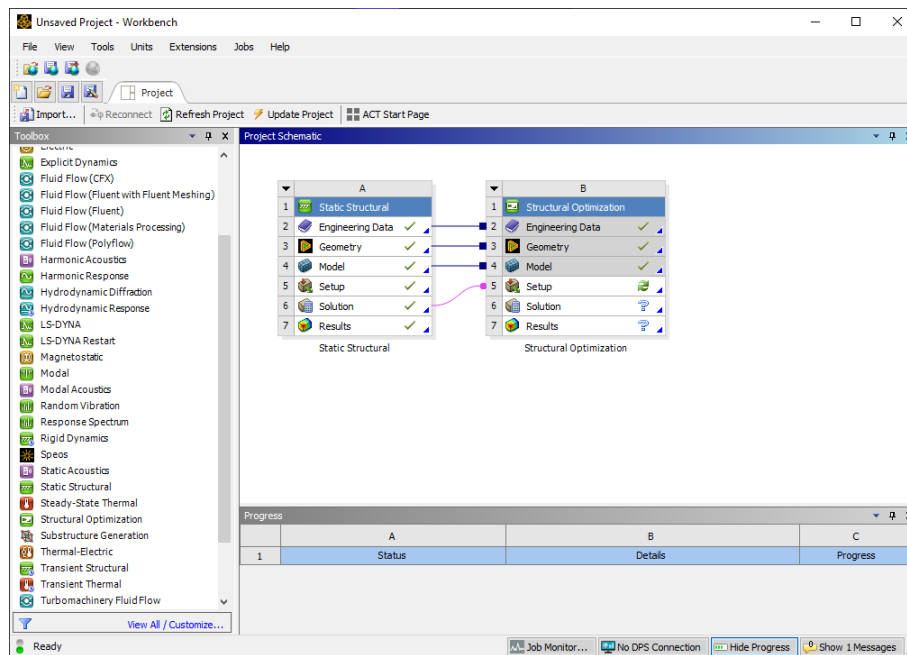 Unsaved Project - Workbench
File View Tools Units Extensions Jobs Help
Project
Import... Reconnect Refresh Project Update Project ACT Start Page
Toolbox
Explicit Dynamics
Fluid Flow (CFX)
Fluid Flow (Fluent with Fluent Meshing)
Fluid Flow (Fluent)
Fluid Flow (Materials Processing)
Fluid Flow (Polyflow)
Harmonic Acoustics
Harmonic Response
Hydrodynamic Diffraction
Hydrodynamic Response
LS-DYNA
LS-DYNA Restart
Magnetostatic
Modal
Modal Acoustics
Random Vibration
Response Spectrum
Rigid Dynamics
Speos
Static Acoustics
Static Structural
Steady-State Thermal
Structural Optimization
Substructure Generation
Thermal-Electric
Transient Structural
Transient Thermal
Turbomachinery Fluid Flow
View All / Customize...
Project Schematic
A
1 Static Structural
2 Engineering Data
3 Geometry
4 Model
5 Setup
6 Solution
7 Results
Static Structural
B
1 Structural Optimization
2 Engineering Data
3 Geometry
4 Model
5 Setup
6 Solution
7 Results
Structural Optimization
Progress
A B C
1 Status Details Progress
Ready
Job Monitor... No DPS Connection Hide Progress Show 1 Messages